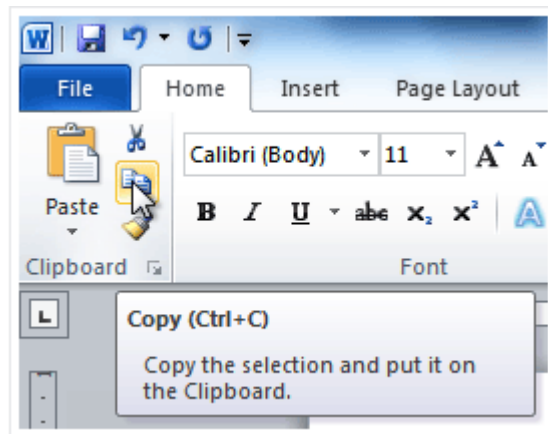 W
File Home Insert Page Layout
Calibri (Body) 11 A A
Paste B I U abc x₂ x² A
Clipboard Font
L
Copy (Ctrl+C)
Copy the selection and put it on
the Clipboard.